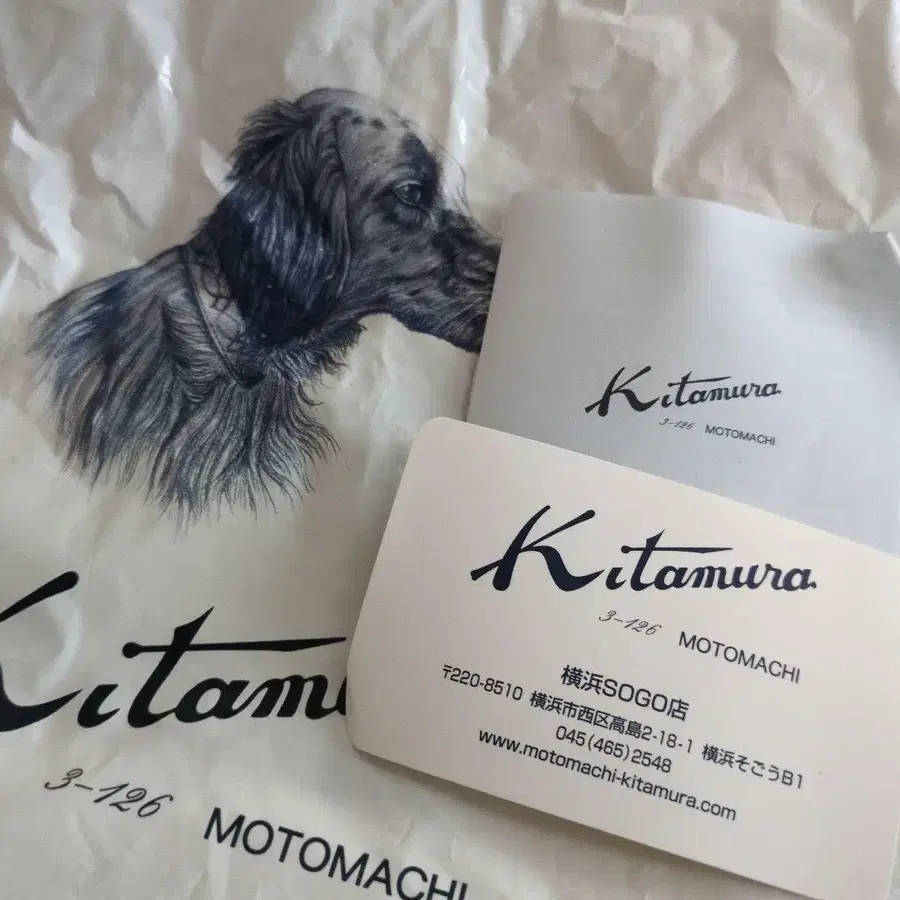 Kitamura
3-126 MOTOMACHI
Kitamura
3-126 MOTOMACHI
横浜SOGO店
〒220-8510 横浜市西区高島2-18-1 横浜そごうB1
045(465)2548
www.motomachi-kitamura.com
Kitam
3-126 MOTOMACHI